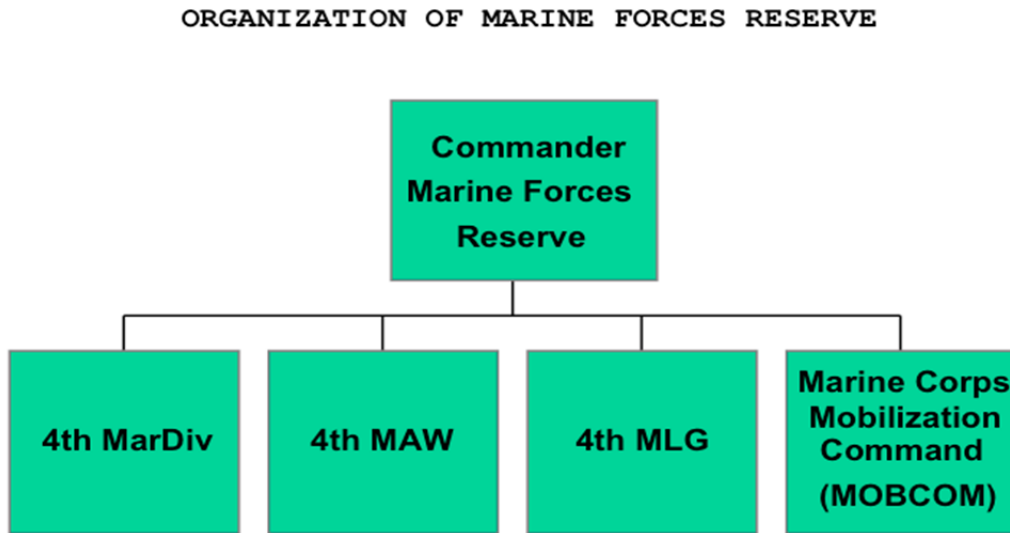 ORGANIZATION OF MARINE FORCES RESERVE
Commander
Marine Forces
Reserve
4th MarDiv
4th MAW
4th MLG
Marine Corps
Mobilization
Command
(MOBCOM)